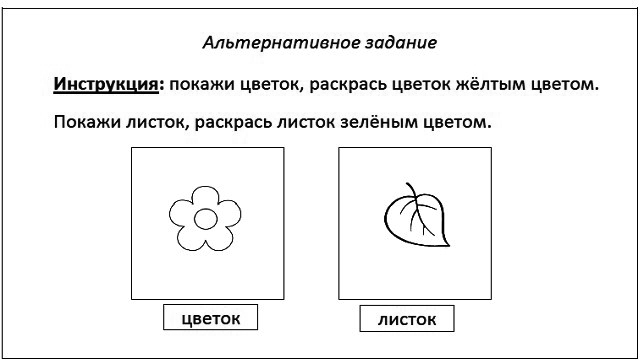 Альтернативное задание
Инструкция: покажи цветок, раскрась цветок жёлтым цветом.
Покажи листок, раскрась листок зелёным цветом.
цветок
листок